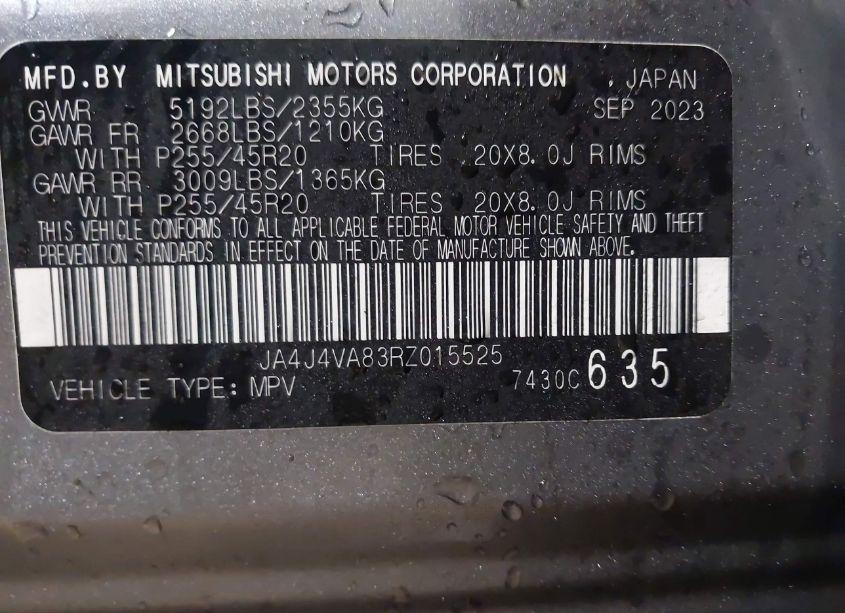 MFD.BY MITSUBISHI MOTORS CORPORATION , JAPAN
GVWR 5192LBS/2355KG SEP 2023
GAWR FR 2668LBS/1210KG
WITH P255/45R20 TIRES 20X8.0J RIMS
GAWR RR 3009LBS/1365KG
WITH P255/45R20 TIRES 20X8.0J RIMS
THIS VEHICLE CONFORMS TO ALL APPLICABLE FEDERAL MOTOR VEHICLE SAFETY AND THEFT
PREVENTION STANDARDS IN EFFECT ON THE DATE OF MANUFACTURE SHOWN ABOVE.
JA4J4VA83RZ015525
VEHICLE TYPE: MPV 7430C 635